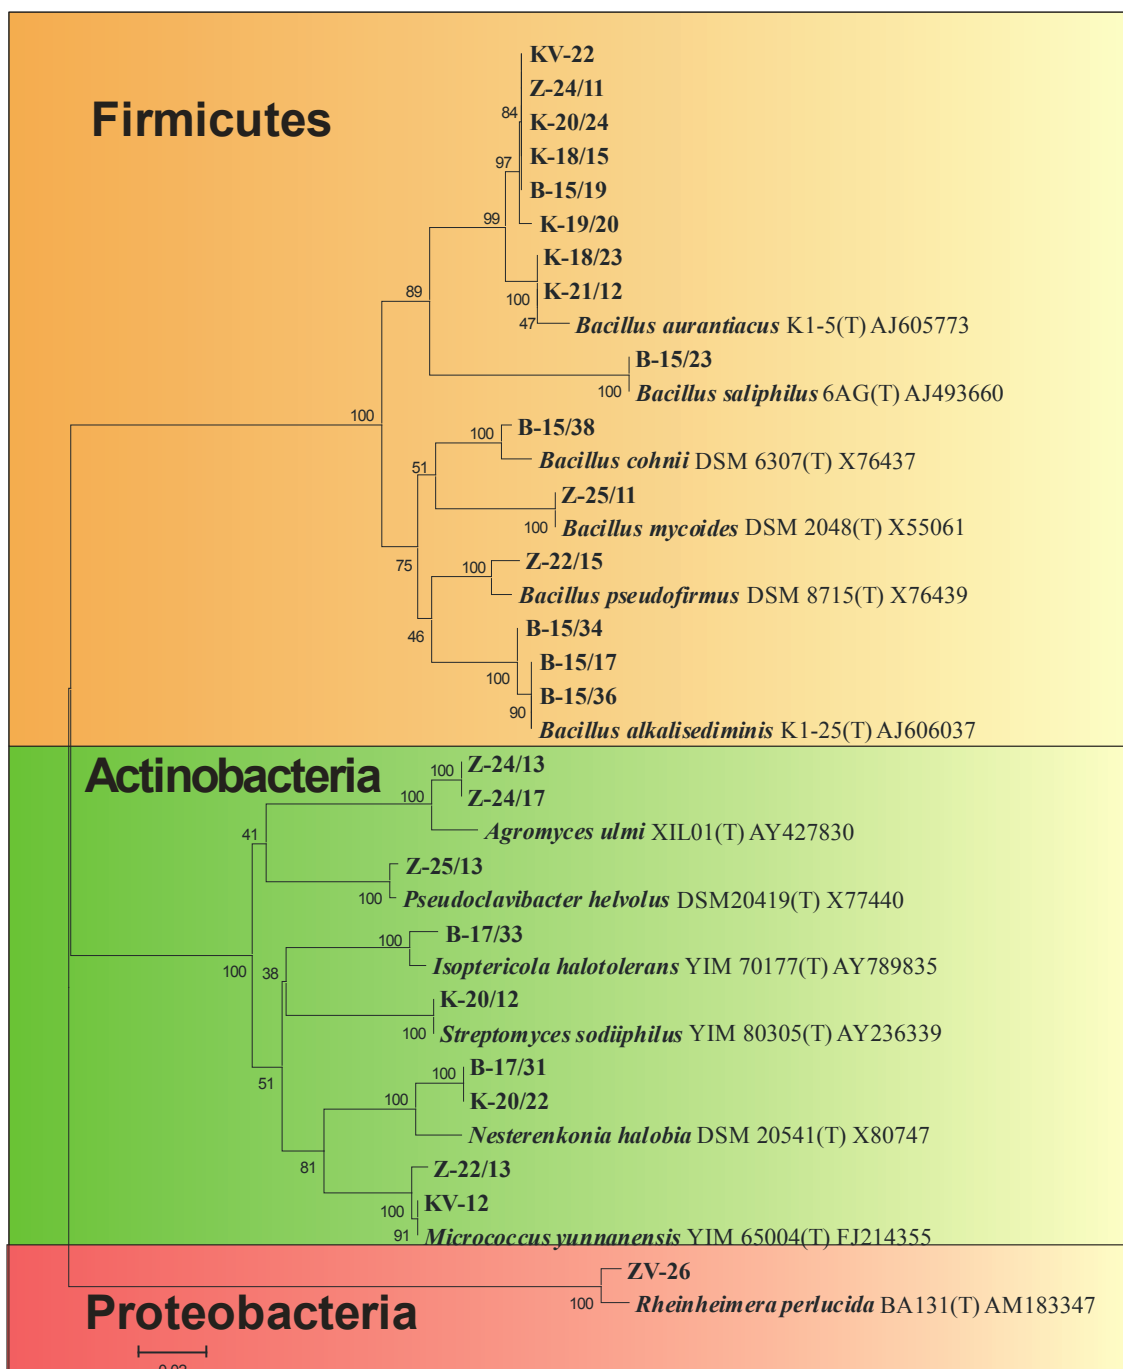 KV-22
Z-24/11
84
Firmicutes
K-20/24
K-18/15
97
B-15/19
99
K-19/20
K-18/23
89
K-21/12
100
47
Bacillus aurantiacus K1-5(T) AJ605773
B-15/23
100
Bacillus saliphilus 6AG(T) AJ493660
100
B-15/38
100
51
Bacillus cohnii DSM 6307(T) X76437
Z-25/11
100
Bacillus mycoides DSM 2048(T) X55061
75
100
Z-22/15
Bacillus pseudofirmus DSM 8715(T) X76439
46
B-15/34
B-15/17
100
B-15/36
90
Bacillus alkalisediminis K1-25(T) AJ606037
Actinobacteria
Z-24/13
100
100
Z-24/17
41
Agromyces ulmi XIL01(T) AY427830
Z-25/13
100
Pseudoclavibacter helvolus DSM20419(T) X77440
B-17/33
100
100
38
Isoptericola halotolerans YIM 70177(T) AY789835
K-20/12
100
Streptomyces sodiiphilus YIM 80305(T) AY236339
B-17/31
100
51
100
K-20/22
Nesterenkonia halobia DSM 20541(T) X80747
81
Z-22/13
KV-12
100
91
Micrococcus yunnanensis YIM 65004(T) FJ214355
ZV-26
100
Rheinheimera perlucida BA131(T) AM183347
Proteobacteria